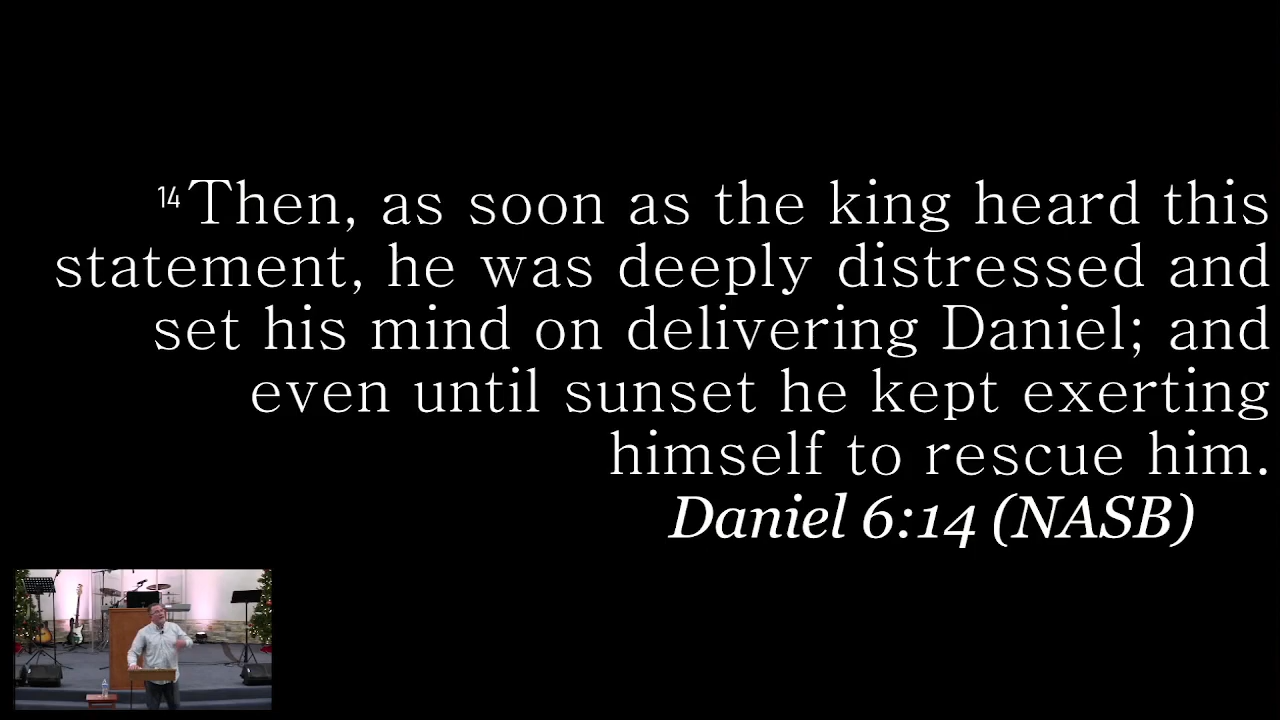 14Then, as soon as the king heard this
statement, he was deeply distressed and
set his mind on delivering Daniel; and
even until sunset he kept exerting
himself to rescue him.
Daniel 6:14 (NASB)